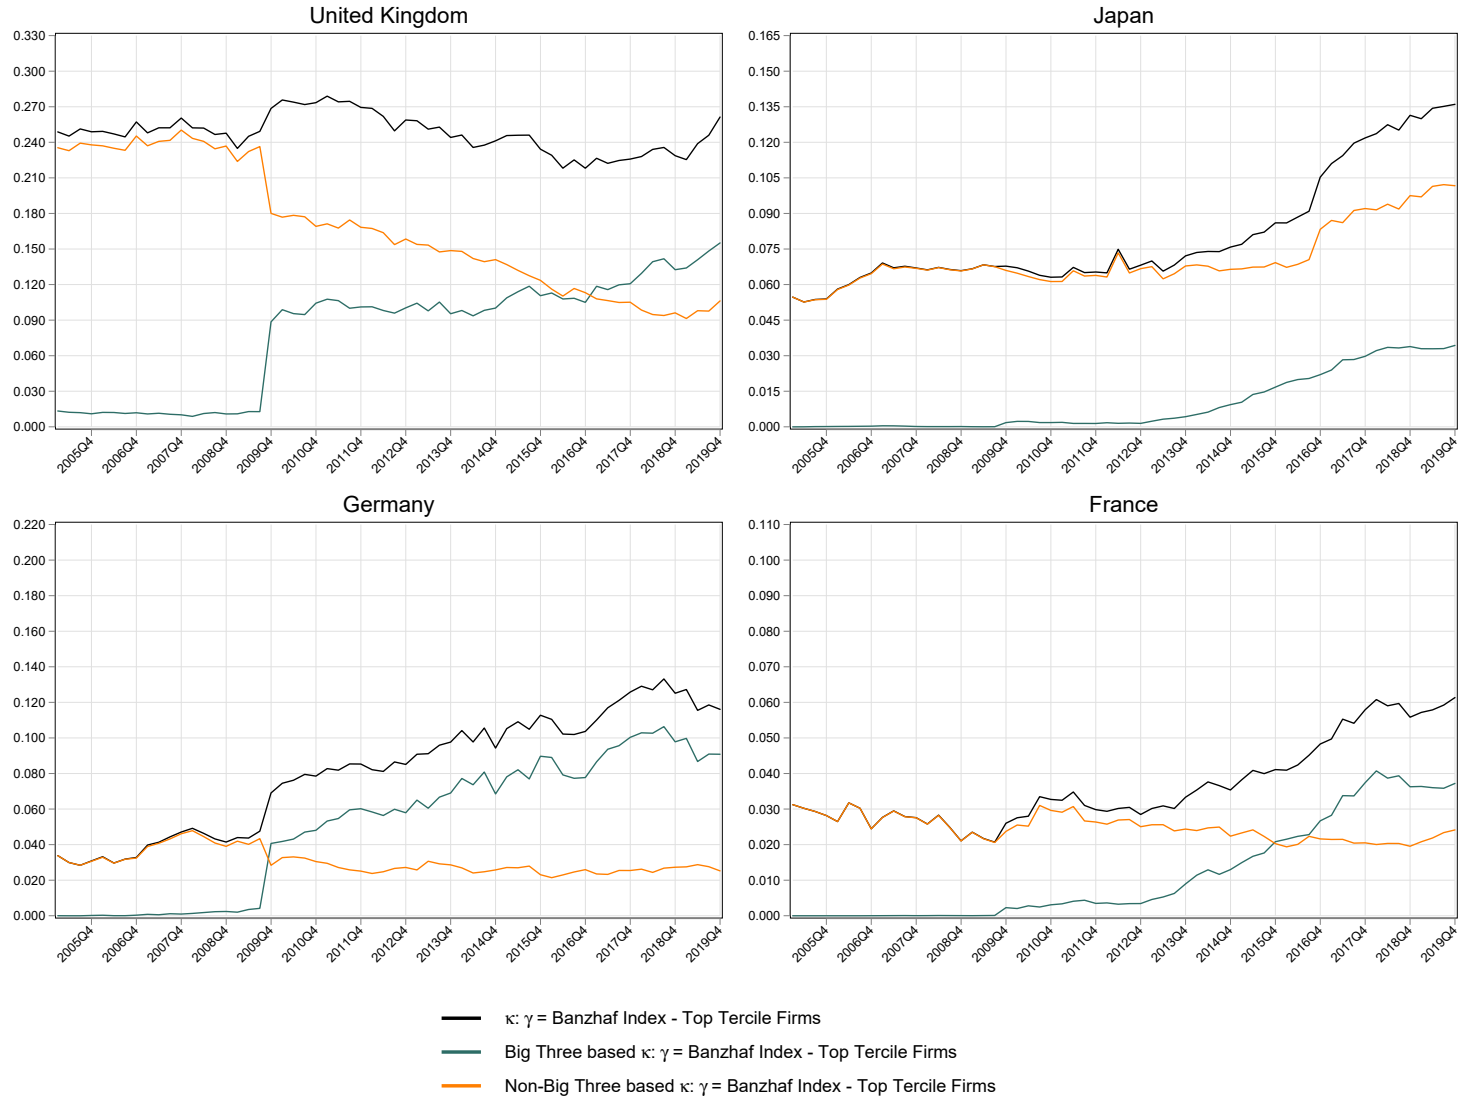 United Kingdom
0.330
0.300
0.270
0.240
0.210
0.180
0.150
0.120
0.090
0.060
0.030
0.000
2005Q4
2006Q4
2007Q4
2008Q4
2009Q4
2010Q4
2011Q4
2012Q4
2013Q4
2014Q4
2015Q4
2016Q4
2017Q4
2018Q4
2019Q4
Japan
0.165
0.150
0.135
0.120
0.105
0.090
0.075
0.060
0.045
0.030
0.015
0.000
2005Q4
2006Q4
2007Q4
2008Q4
2009Q4
2010Q4
2011Q4
2012Q4
2013Q4
2014Q4
2015Q4
2016Q4
2017Q4
2018Q4
2019Q4
Germany
0.220
0.200
0.180
0.160
0.140
0.120
0.100
0.080
0.060
0.040
0.020
0.000
2005Q4
2006Q4
2007Q4
2008Q4
2009Q4
2010Q4
2011Q4
2012Q4
2013Q4
2014Q4
2015Q4
2016Q4
2017Q4
2018Q4
2019Q4
France
0.110
0.100
0.090
0.080
0.070
0.060
0.050
0.040
0.030
0.020
0.010
0.000
2005Q4
2006Q4
2007Q4
2008Q4
2009Q4
2010Q4
2011Q4
2012Q4
2013Q4
2014Q4
2015Q4
2016Q4
2017Q4
2018Q4
2019Q4
κ: γ = Banzhaf Index - Top Tercile Firms
Big Three based κ: γ = Banzhaf Index - Top Tercile Firms
Non-Big Three based κ: γ = Banzhaf Index - Top Tercile Firms